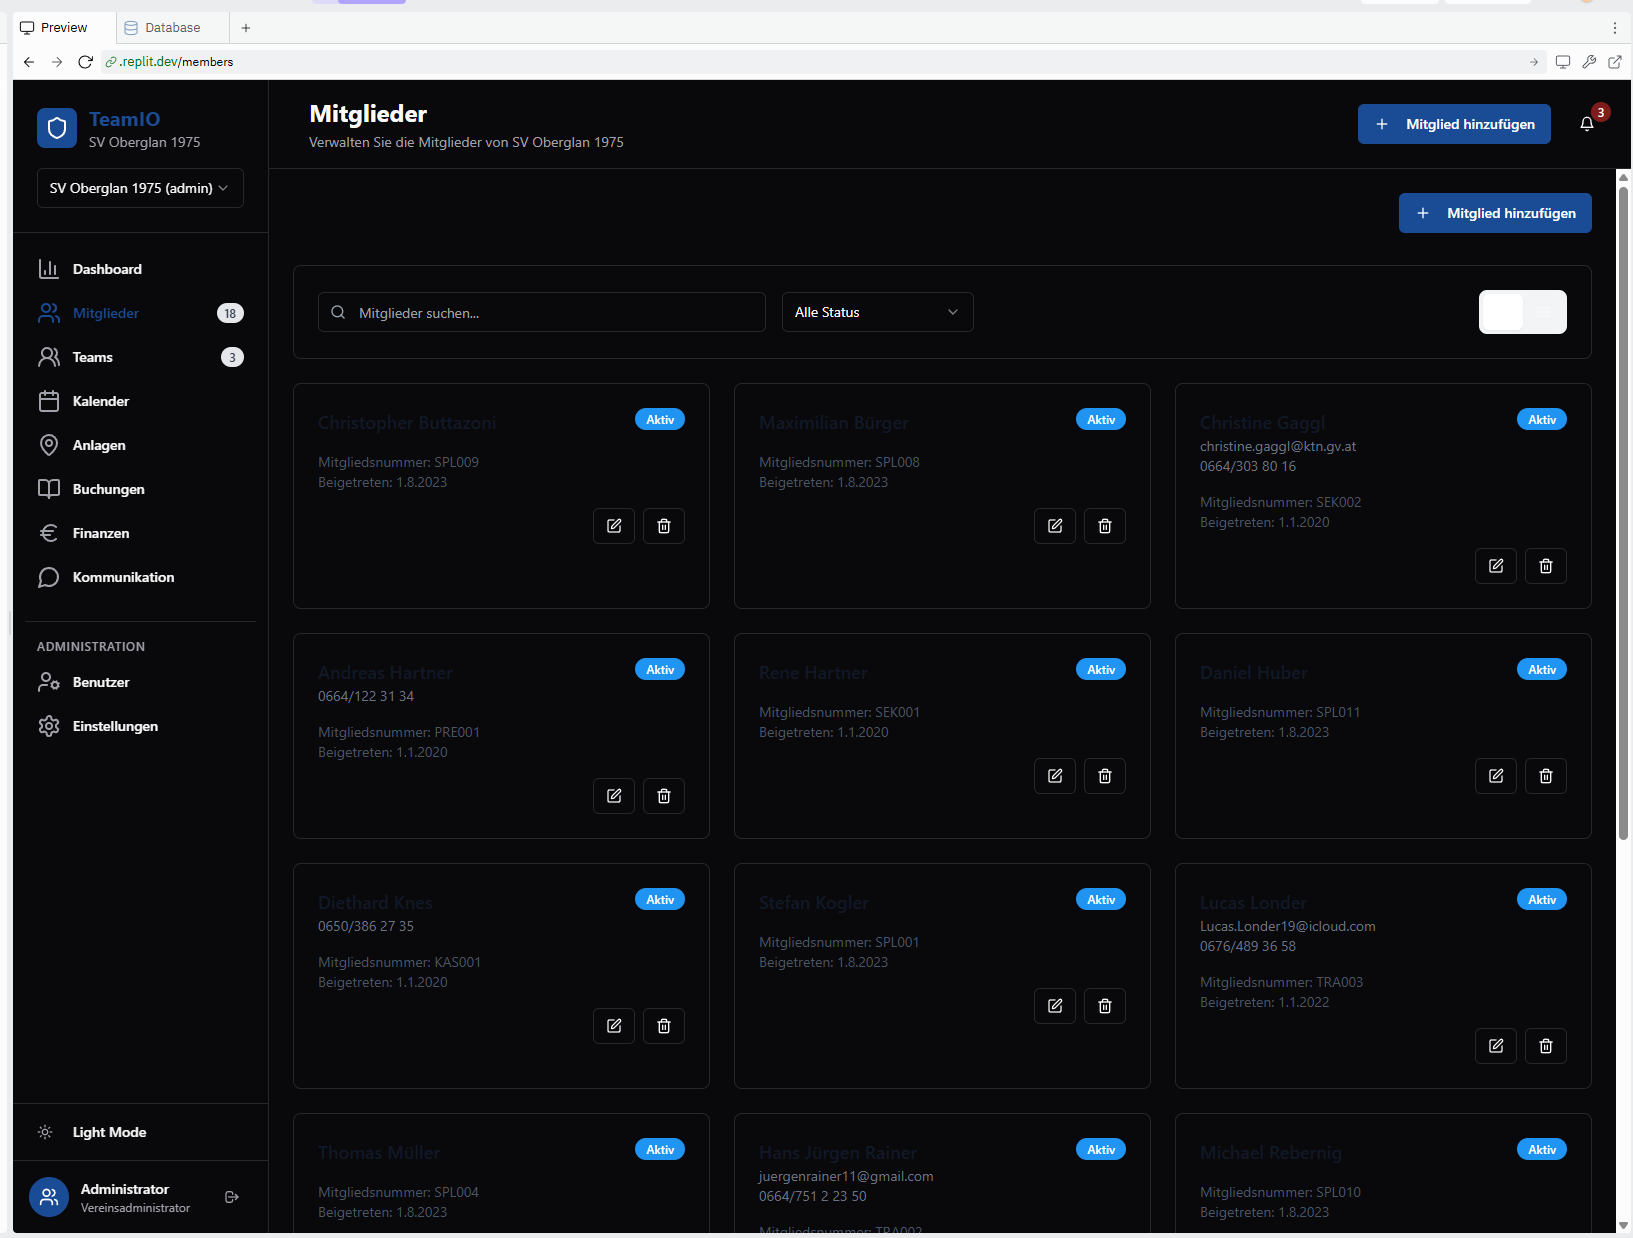 Preview
Database
.replit.dev/members
TeamIO
SV Oberglan 1975
SV Oberglan 1975 (admin)
Dashboard
Mitglieder
18
Teams
3
Kalender
Anlagen
Buchungen
Finanzen
Kommunikation
ADMINISTRATION
Benutzer
Einstellungen
Light Mode
Administrator
Vereinsadministrator
Mitglieder
Verwalten Sie die Mitglieder von SV Oberglan 1975
Mitglied hinzufügen
3
Mitglied hinzufügen
Mitglieder suchen...
Alle Status
Christopher Buttazoni
Aktiv
Mitgliedsnummer: SPL009
Beigetreten: 1.8.2023
Maximilian Bürger
Aktiv
Mitgliedsnummer: SPL008
Beigetreten: 1.8.2023
Christine Gaggl
Aktiv
christine.gaggl@ktn.gv.at
0664/303 80 16
Mitgliedsnummer: SEK002
Beigetreten: 1.1.2020
Andreas Hartner
Aktiv
0664/122 31 34
Mitgliedsnummer: PRE001
Beigetreten: 1.1.2020
Rene Hartner
Aktiv
Mitgliedsnummer: SEK001
Beigetreten: 1.1.2020
Daniel Huber
Aktiv
Mitgliedsnummer: SPL011
Beigetreten: 1.8.2023
Diethard Knes
Aktiv
0650/386 27 35
Mitgliedsnummer: KAS001
Beigetreten: 1.1.2020
Stefan Kogler
Aktiv
Mitgliedsnummer: SPL001
Beigetreten: 1.8.2023
Lucas Londer
Aktiv
Lucas.Londer19@icloud.com
0676/489 36 58
Mitgliedsnummer: TRA003
Beigetreten: 1.1.2022
Thomas Müller
Aktiv
Mitgliedsnummer: SPL004
Beigetreten: 1.8.2023
Hans Jürgen Rainer
Aktiv
juergenrainer11@gmail.com
0664/751 2 23 50
Mitgliedsnummer: TRA002
Michael Rebernig
Aktiv
Mitgliedsnummer: SPL010
Beigetreten: 1.8.2023